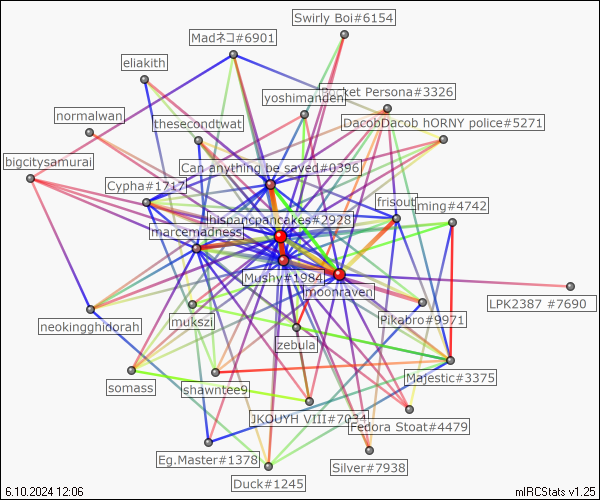 Swirly Boi#6154
Madネコ#6901
eliakith
Packet Persona#3326
yoshimanden
normalwan
thesecondtwat
DacobDacob hORNY police#5271
bigcitysamurai
Can anything be saved#0396
Cypha#1717
frisout
ming#4742
hispancpancakes#2928
marcemadness
Mushy#1984
moonraven
LPK2387 #7690
neokingghidorah
mukszi
Pikabro#9971
zebula
somass
shawntee9
Majestic#3375
JKOUYH VIII#7034
Fedora Stoat#4479
Eg.Master#1378
Silver#7938
Duck#1245
6.10.2024 12:06
mIRCStats v1.25